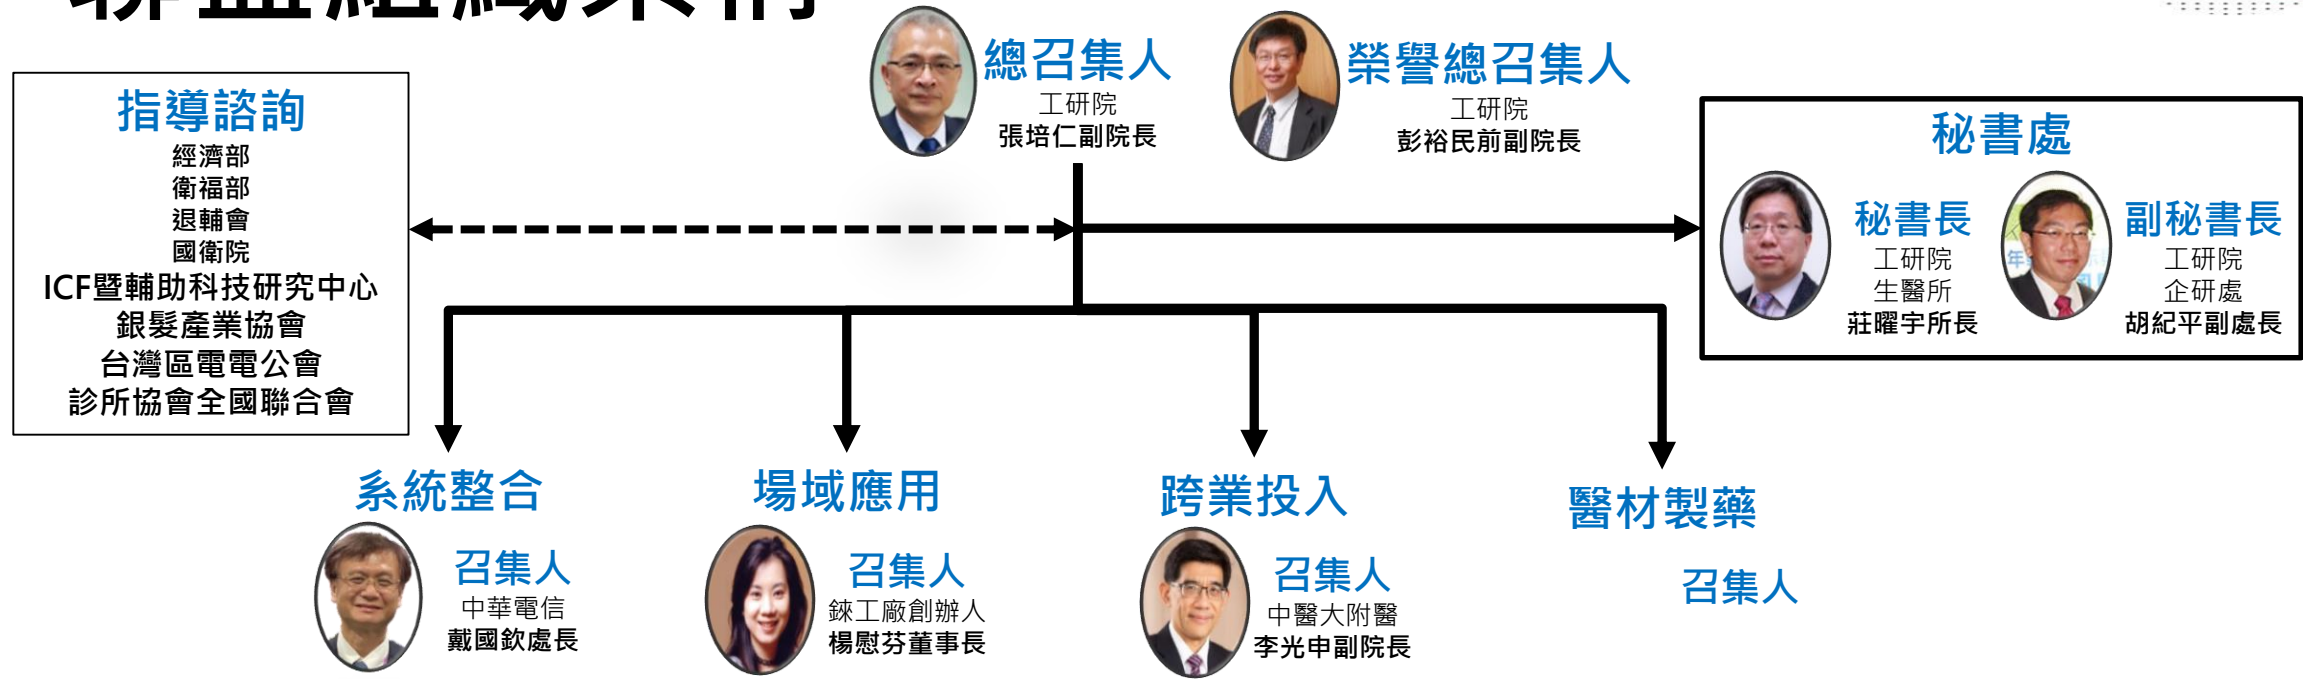 聯盟組織架構
總召集人
工研院
張培仁副院長
榮譽總召集人
工研院
彭裕民前副院長
指導諮詢
經濟部
衛福部
退輔會
國衛院
ICF暨輔助科技研究中心
銀髮產業協會
台灣區電電公會
診所協會全國聯合會
秘書處
秘書長
工研院
生醫所
莊曜宇所長
副秘書長
工研院
企研處
胡紀平副處長
系統整合
召集人
中華電信
戴國欽處長
場域應用
召集人
錸工廠創辦人
楊慰芬董事長
跨業投入
召集人
中醫大附醫
李光申副院長
醫材製藥
召集人